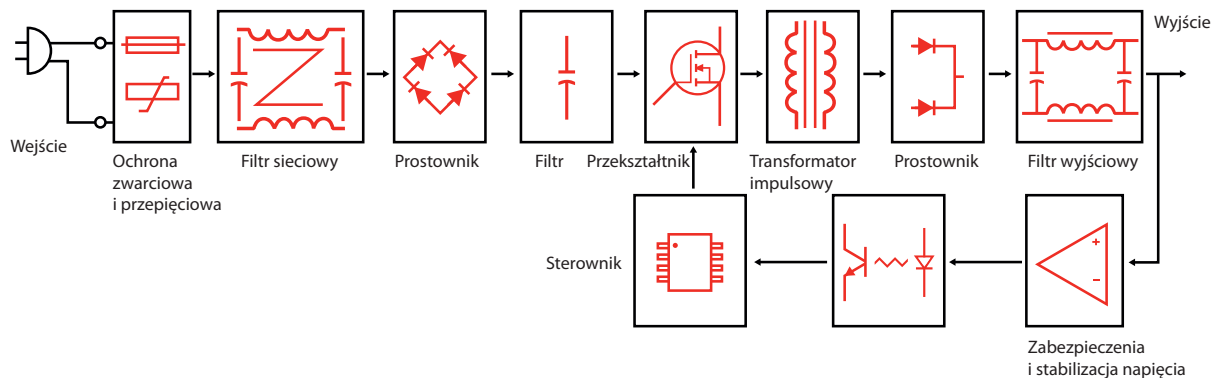 Wyjście
Wejście
Ochrona
zwarciowa
i przepięciowa
Filtr sieciowy
Prostownik
Filtr
Przekształtnik
Transformator
impulsowy
Prostownik
Filtr wyjściowy
Sterownik
+
−
Zabezpieczenia
i stabilizacja napięcia